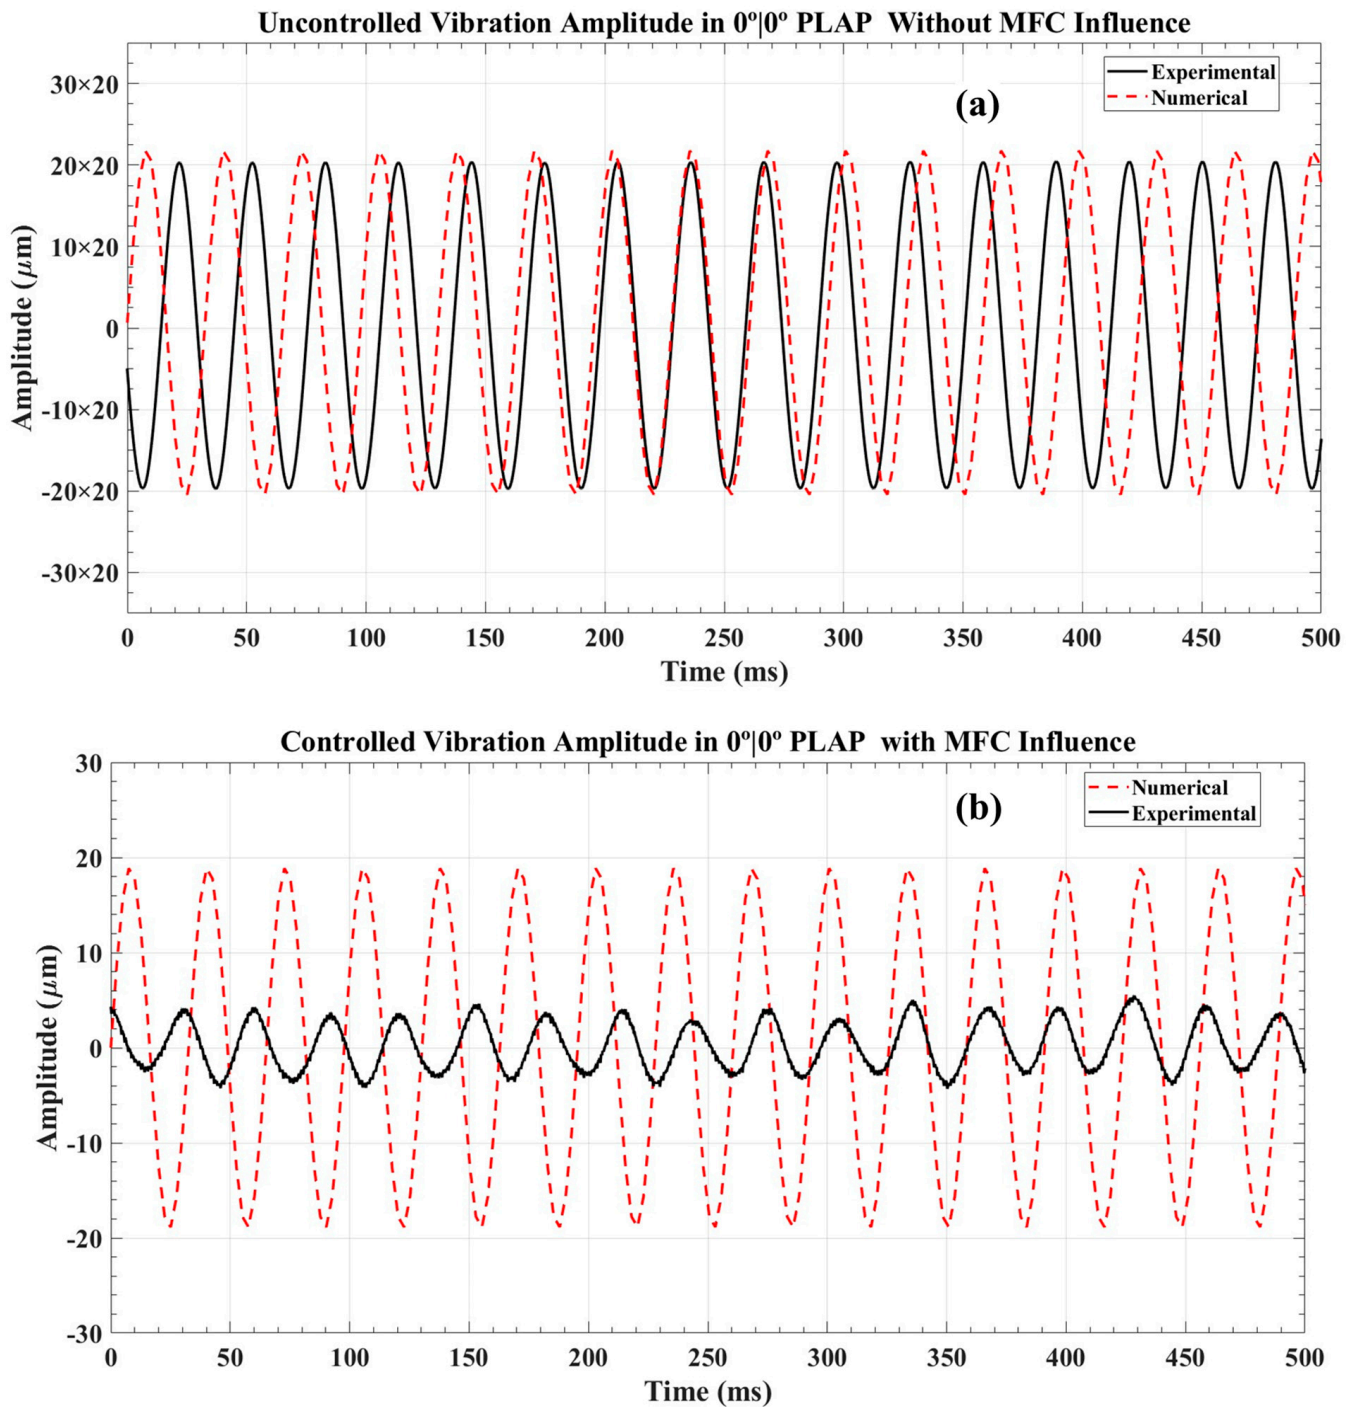 Uncontrolled Vibration Amplitude in 0º|0º PLAP  Without MFC Influence
Experimental
Numerical
(a)
Amplitude (μm)
30×20
20×20
10×20
0
-10×20
-20×20
-30×20
0 50 100 150 200 250 300 350 400 450 500
Time (ms)
Controlled Vibration Amplitude in 0º|0º PLAP  with MFC Influence
Numerical
Experimental
(b)
Amplitude (μm)
30
20
10
0
-10
-20
-30
0 50 100 150 200 250 300 350 400 450 500
Time (ms)